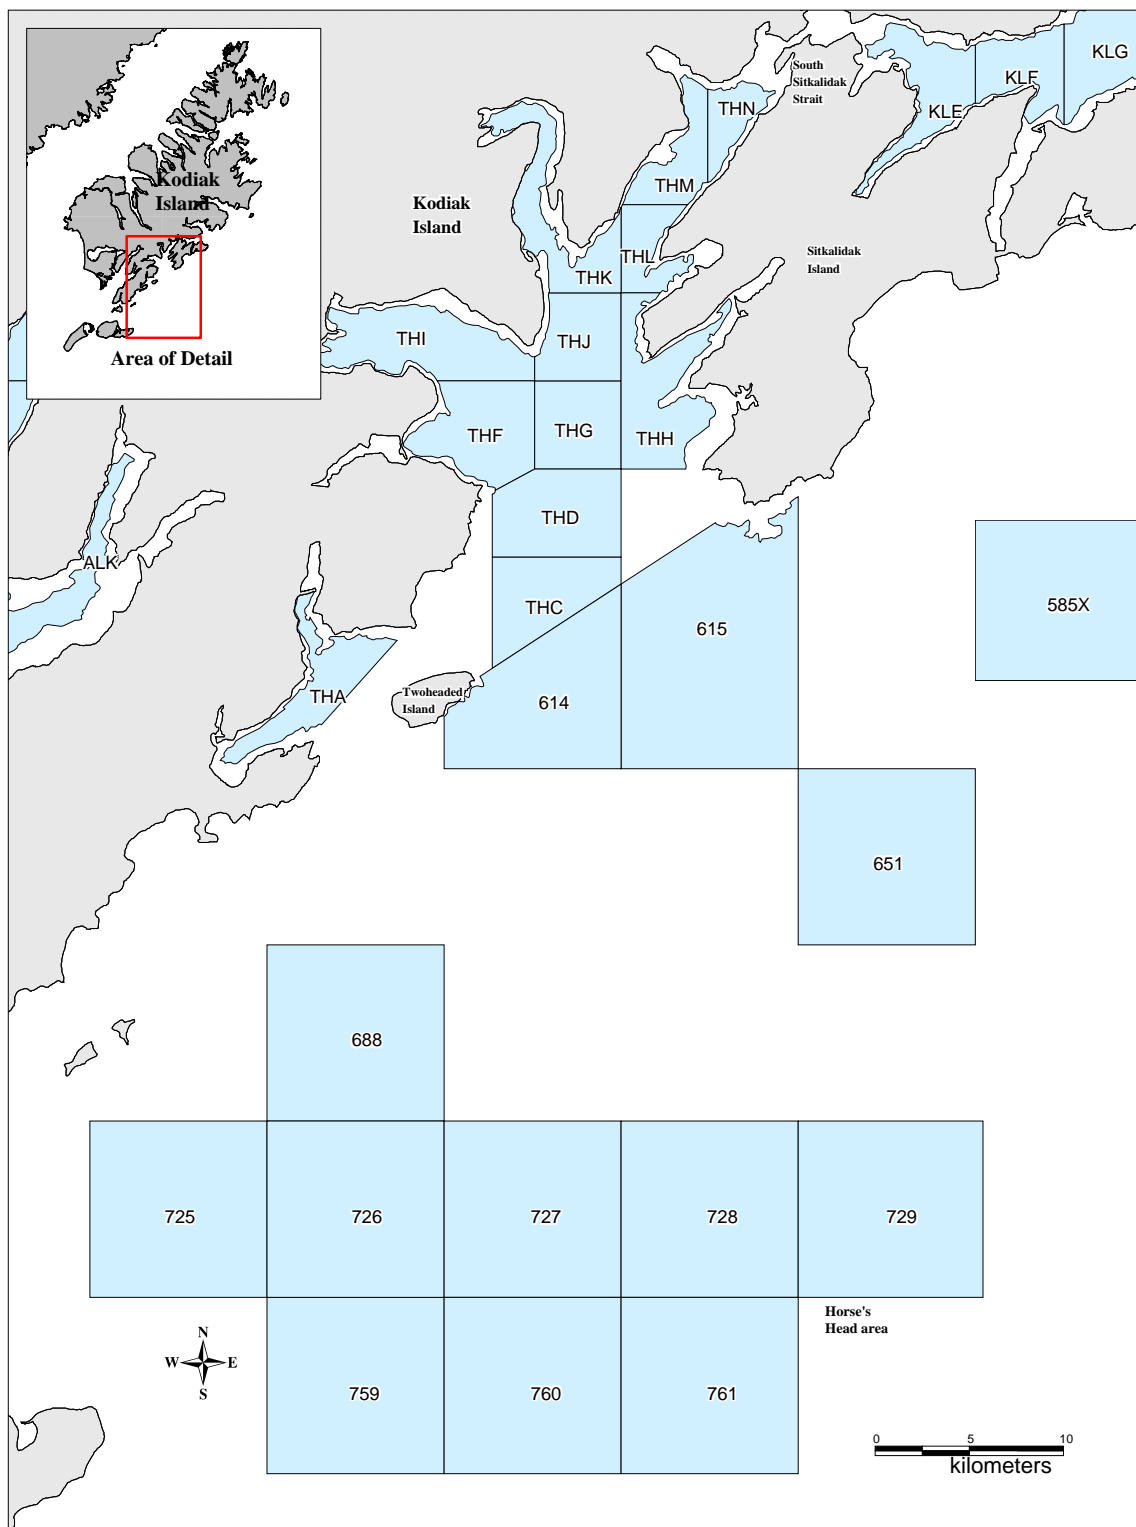 Kodiak
Island
Area of Detail
South
Sitkalidak
Strait
KLG
KLF
KLE
THN
THM
Kodiak
Island
Sitkalidak
Island
THL
THK
THI
THJ
THF
THG
THH
THD
ALK
THC
585X
615
THA
Twoheaded
Island
614
651
688
725
726
727
728
729
Horse's
Head area
N
W
E
S
759
760
761
0
5
10
kilometers